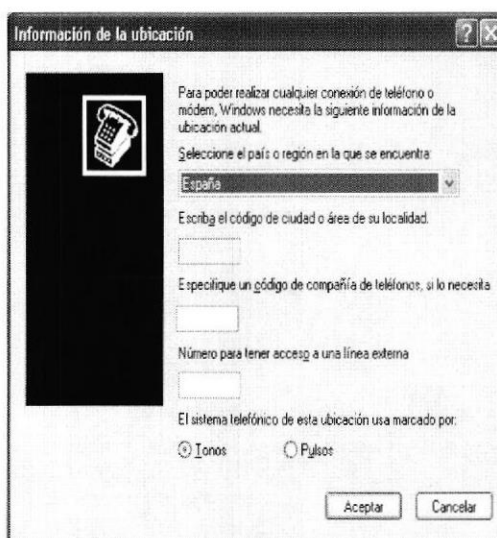 Información de la ubicación
Para poder realizar cualquier conexión de teléfono o
módem, Windows necesita la siguiente información de la
ubicación actual.
Seleccione el país o región en la que se encuentra:
España
Escriba el código de ciudad o área de su localidad.
Especifique un código de compañía de teléfonos, si lo necesita
Número para tener acceso a una línea externa
El sistema telefónico de esta ubicación usa marcado por:
Tonos Pulsos
Aceptar Cancelar